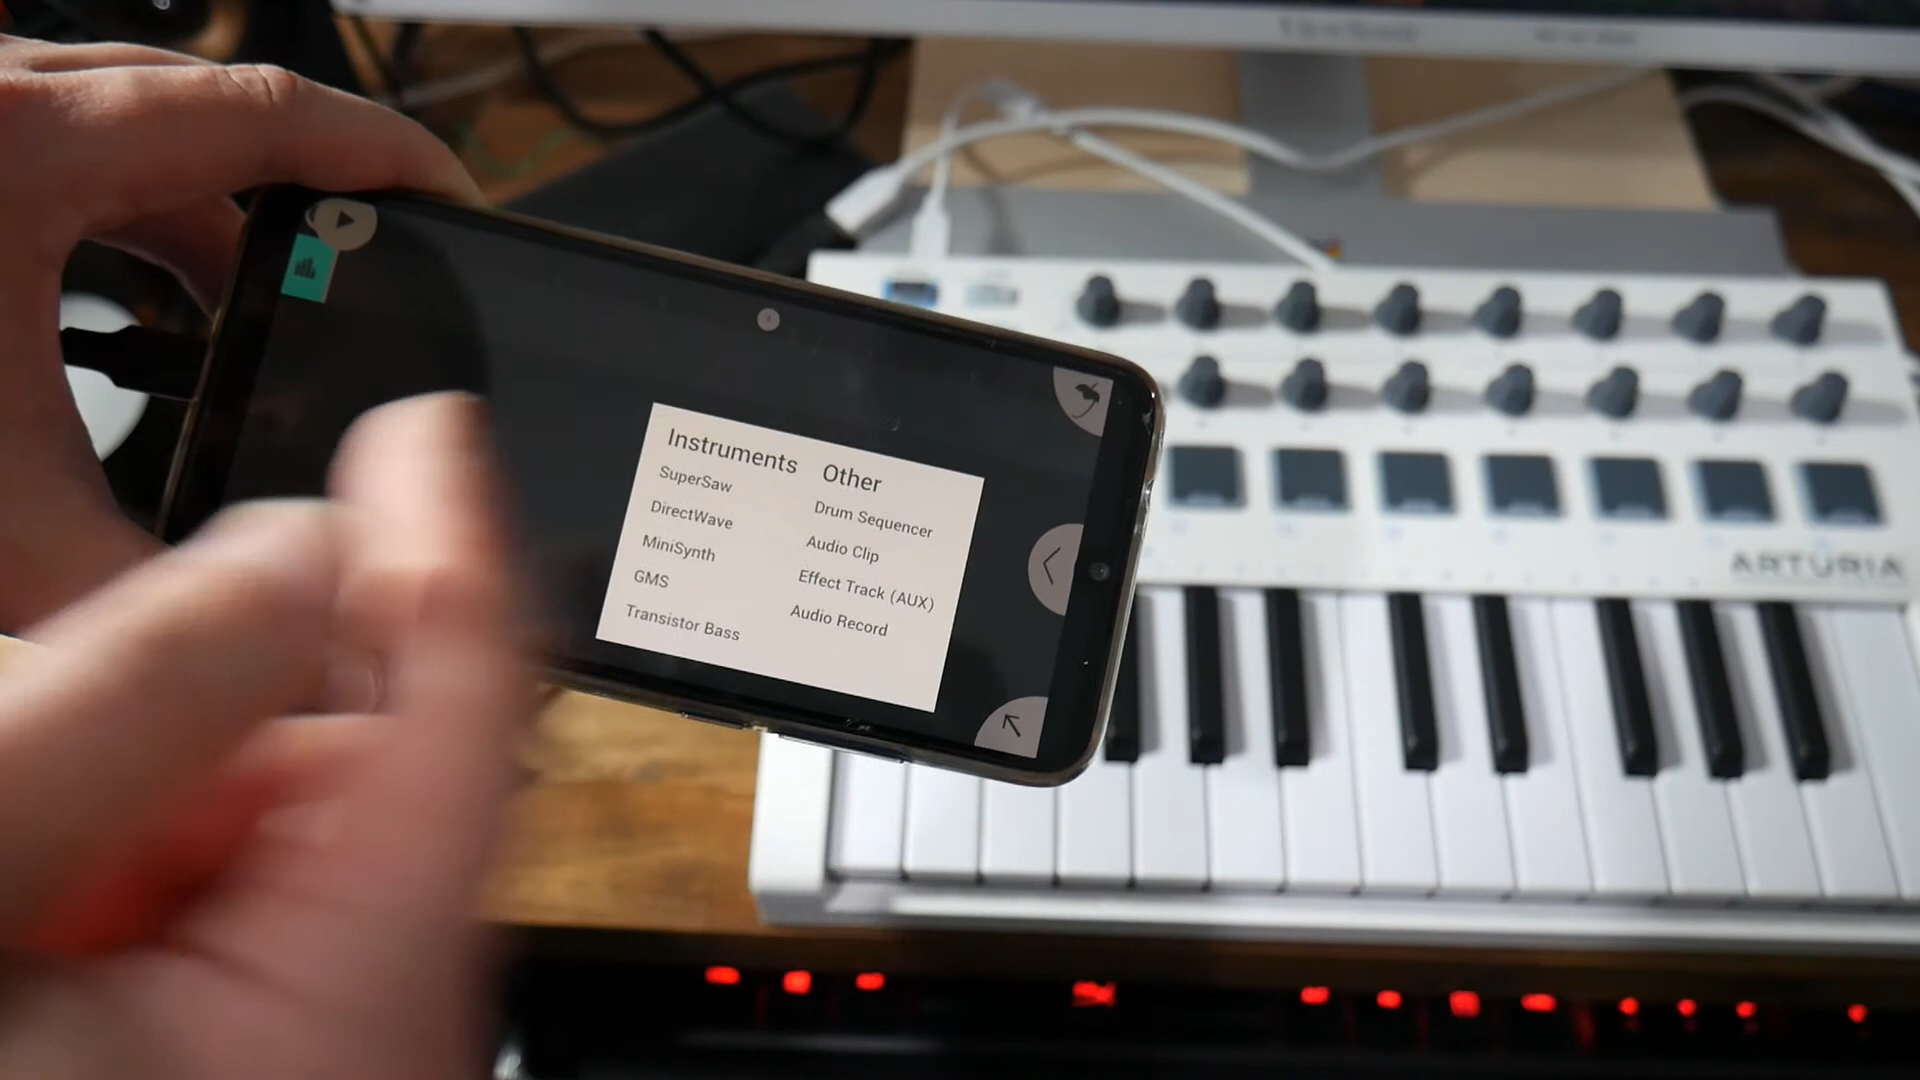 Instruments
SuperSaw
DirectWave
MiniSynth
GMS
Transistor Bass
Other
Drum Sequencer
Audio Clip
Effect Track (AUX)
Audio Record
ARTURIA